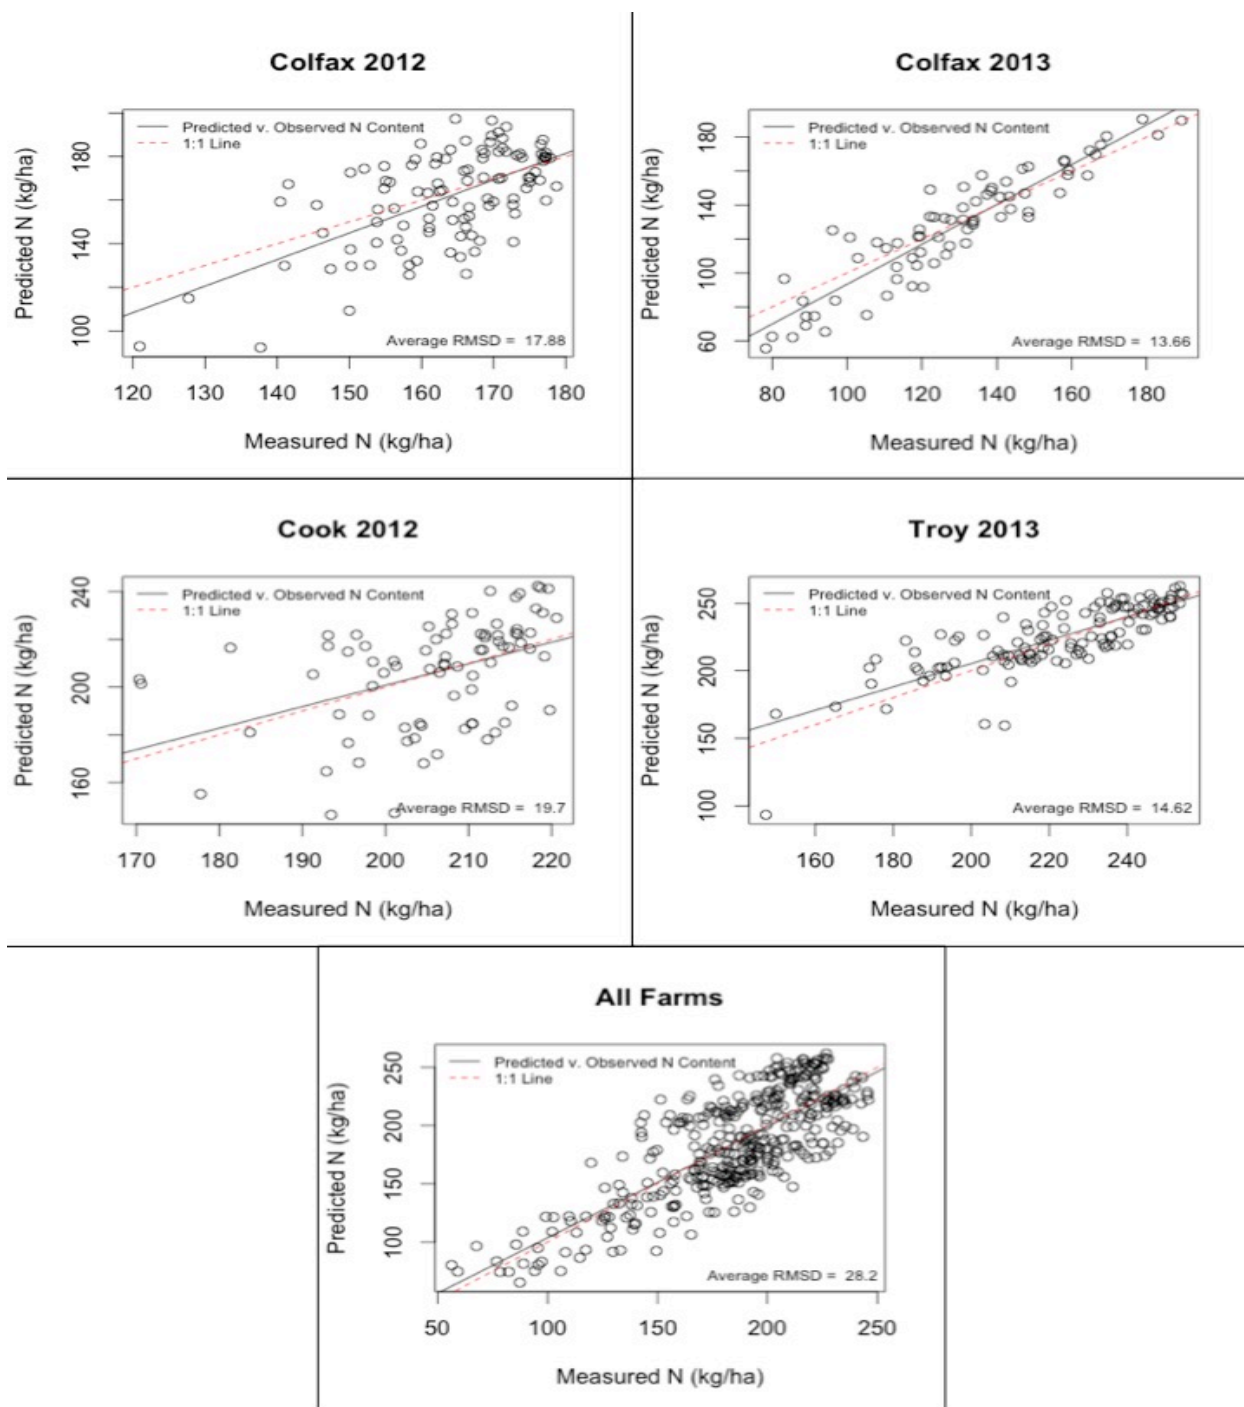 Colfax 2012
Predicted v. Observed N Content
1:1 Line
Predicted N (kg/ha)
180
140
100
Average RMSD = 17.88
120 130 140 150 160 170 180
Measured N (kg/ha)
Colfax 2013
Predicted v. Observed N Content
1:1 Line
Predicted N (kg/ha)
180
140
100
60
Average RMSD = 13.66
80 100 120 140 160 180
Measured N (kg/ha)
Cook 2012
Predicted v. Observed N Content
1:1 Line
Predicted N (kg/ha)
240
200
160
Average RMSD = 19.7
170 180 190 200 210 220
Measured N (kg/ha)
Troy 2013
Predicted v. Observed N Content
1:1 Line
Predicted N (kg/ha)
250
200
150
100
Average RMSD = 14.62
160 180 200 220 240
Measured N (kg/ha)
All Farms
Predicted v. Observed N Content
1:1 Line
Predicted N (kg/ha)
250
200
150
100
Average RMSD = 28.2
50 100 150 200 250
Measured N (kg/ha)